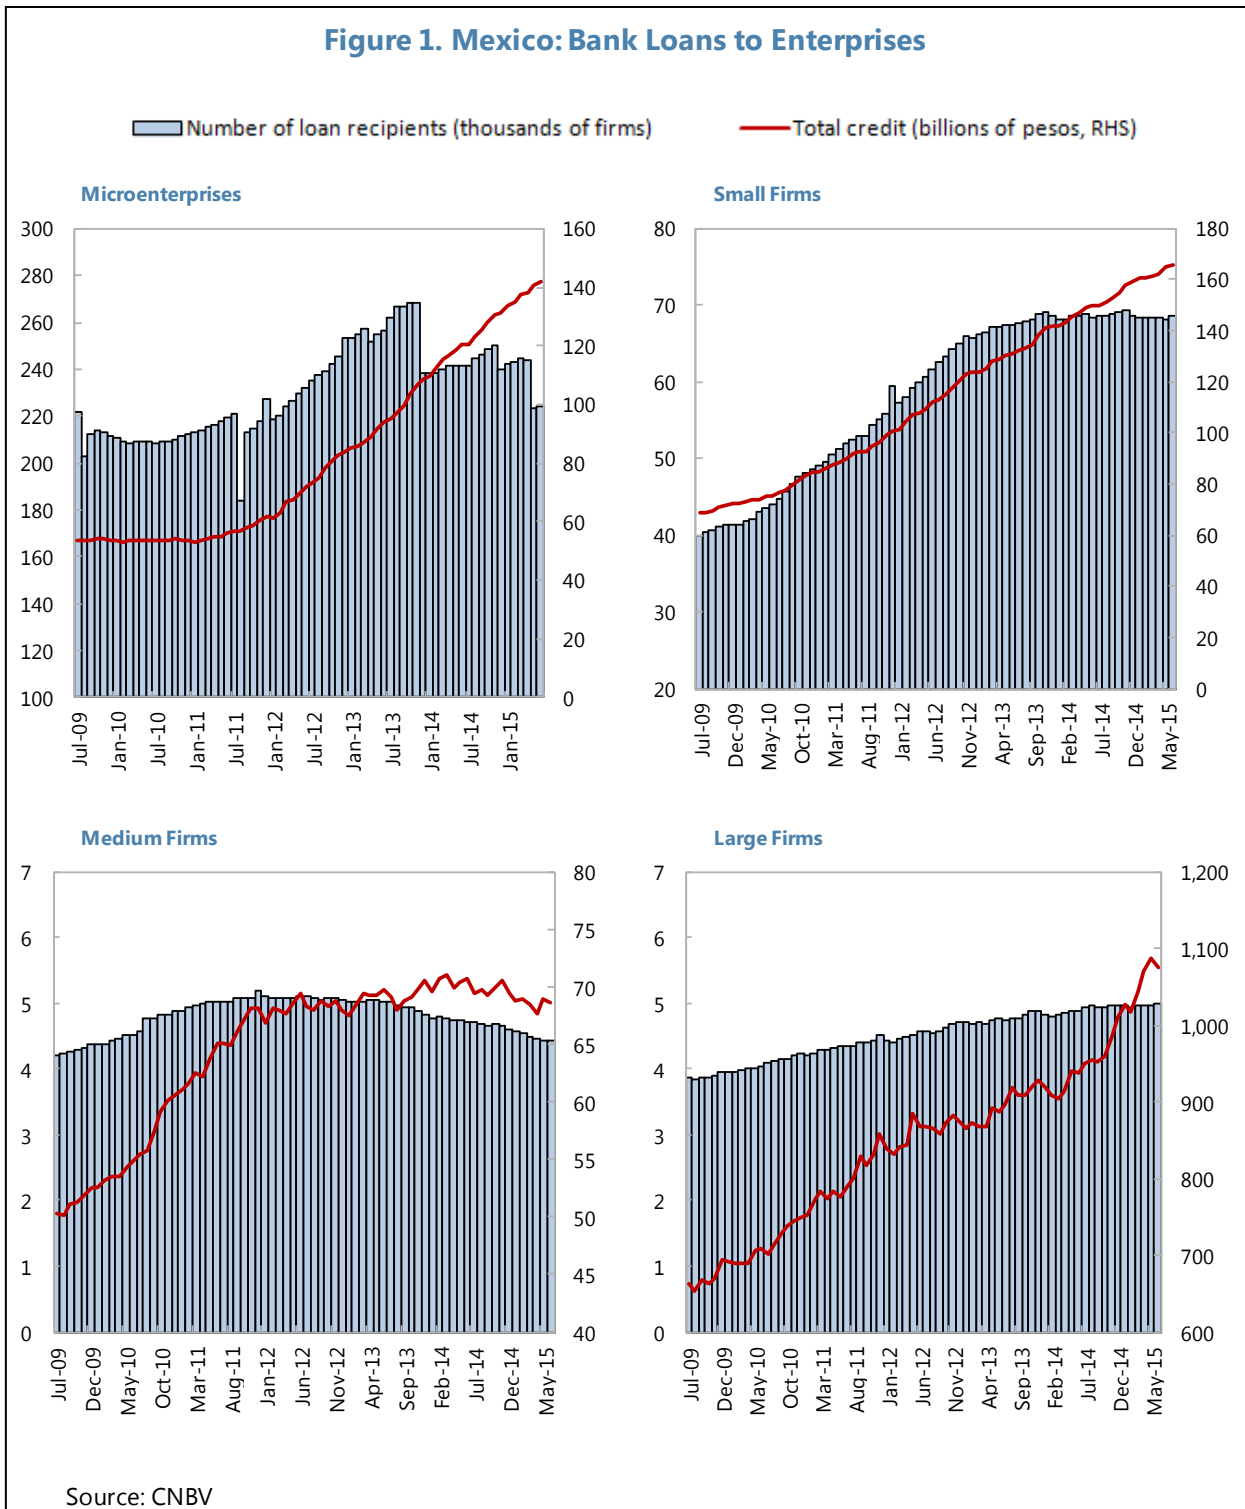 Figure 1. Mexico: Bank Loans to Enterprises
Number of loan recipients (thousands of firms)
Total credit (billions of pesos, RHS)
Microenterprises
300
280
260
240
220
200
180
160
140
120
100
160
140
120
100
80
60
40
20
0
Jul-09
Jan-10
Jul-10
Jan-11
Jul-11
Jan-12
Jul-12
Jan-13
Jul-13
Jan-14
Jul-14
Jan-15
Small Firms
80
70
60
50
40
30
20
180
160
140
120
100
80
60
40
20
0
Jul-09
Dec-09
May-10
Oct-10
Mar-11
Aug-11
Jan-12
Jun-12
Nov-12
Apr-13
Sep-13
Feb-14
Jul-14
Dec-14
May-15
Medium Firms
7
6
5
4
3
2
1
0
80
75
70
65
60
55
50
45
40
Jul-09
Dec-09
May-10
Oct-10
Mar-11
Aug-11
Jan-12
Jun-12
Nov-12
Apr-13
Sep-13
Feb-14
Jul-14
Dec-14
May-15
Large Firms
7
6
5
4
3
2
1
0
1,200
1,100
1,000
900
800
700
600
Jul-09
Dec-09
May-10
Oct-10
Mar-11
Aug-11
Jan-12
Jun-12
Nov-12
Apr-13
Sep-13
Feb-14
Jul-14
Dec-14
May-15
Source: CNBV